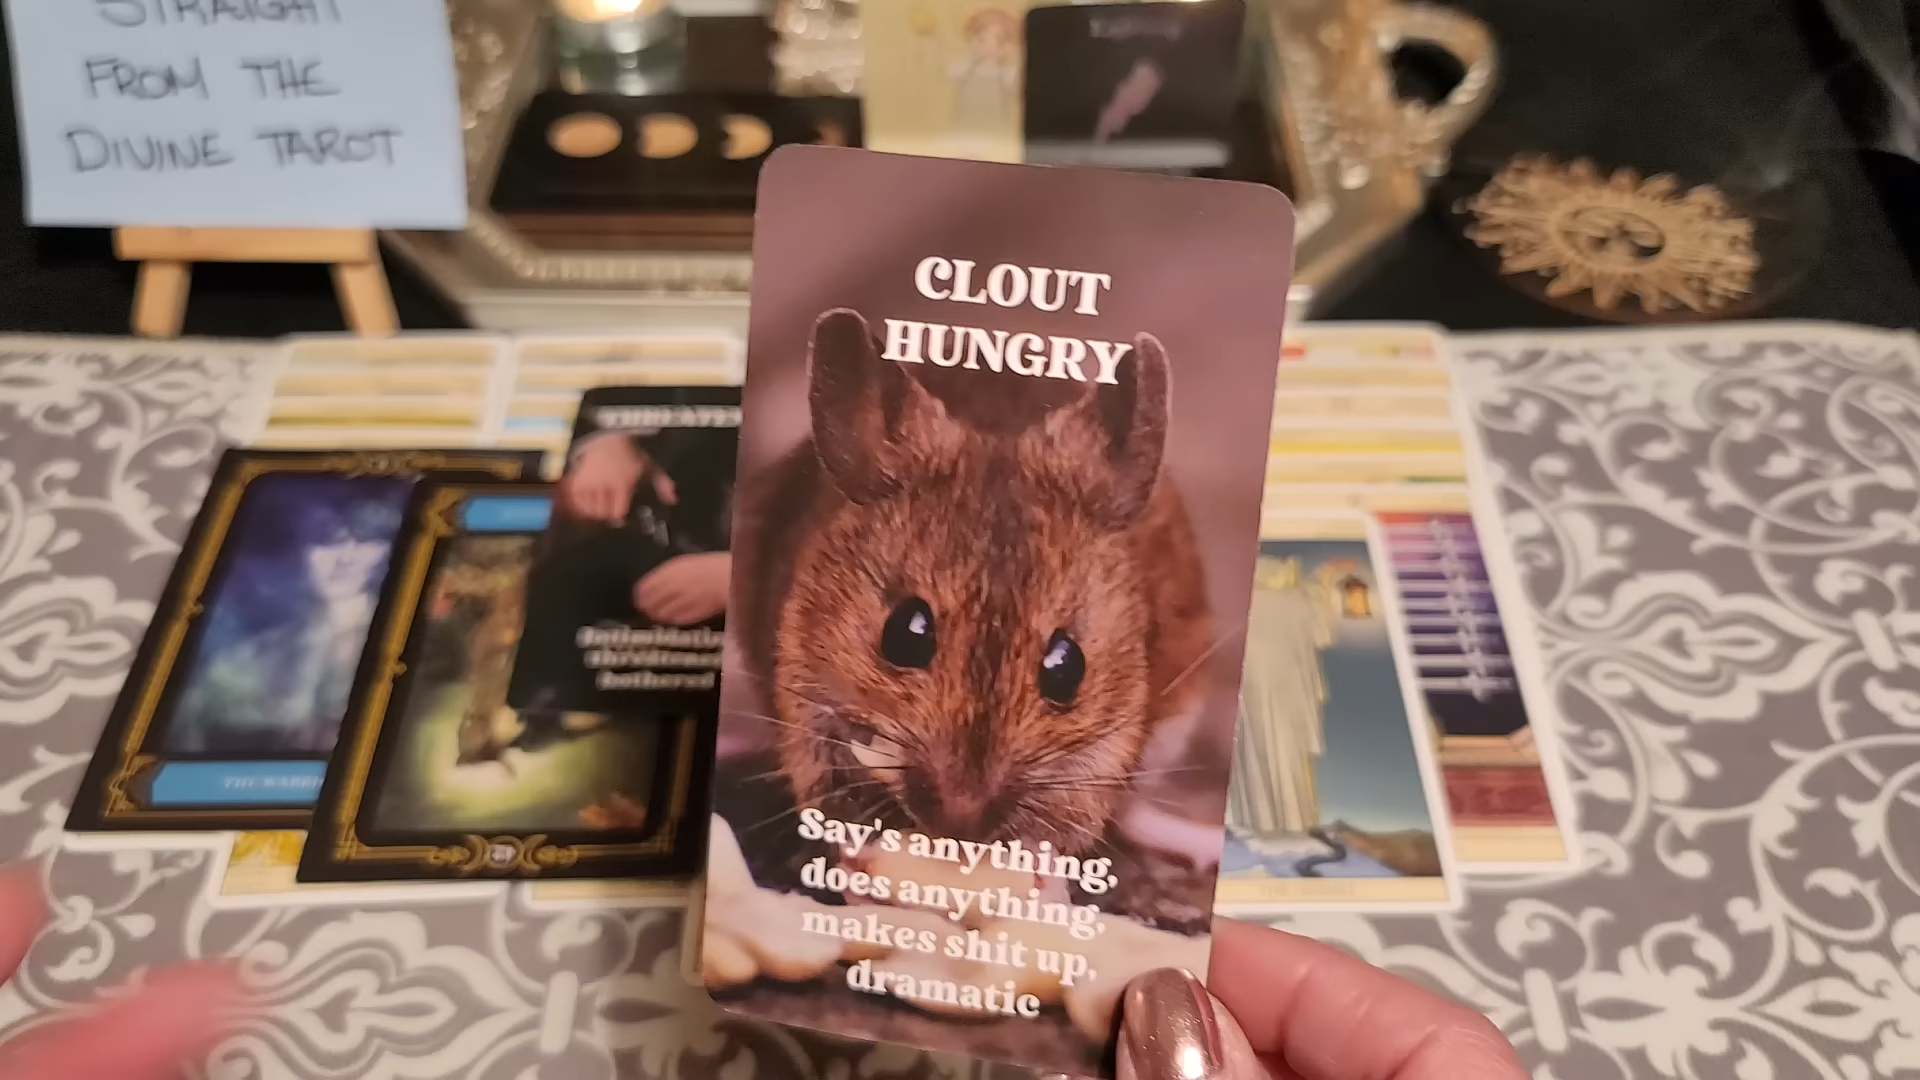 STRAIGHT
FROM THE
DIVINE TAROT
CLOUT
HUNGRY
Say's anything,
does anything,
makes shit up,
dramatic